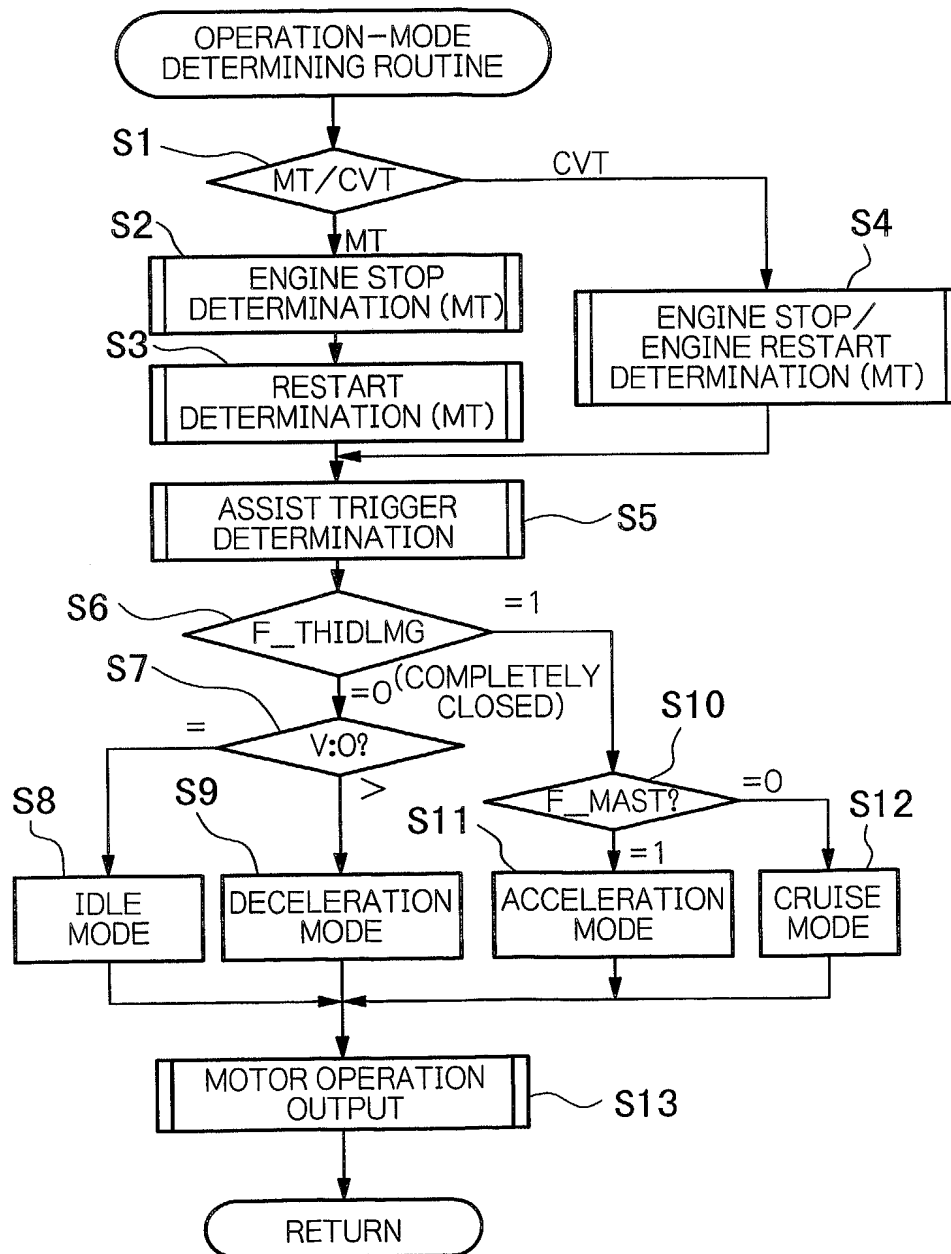 OPERATION-MODE
DETERMINING ROUTINE
S1
MT/CVT
CVT
S2
MT
S4
ENGINE STOP
DETERMINATION (MT)
ENGINE STOP/
ENGINE RESTART
DETERMINATION (MT)
S3
RESTART
DETERMINATION (MT)
ASSIST TRIGGER
DETERMINATION
S5
S6
F_THIDLMG
=1
S7
=0 (COMPLETELY
CLOSED)
S10
=
V:0?
>
F_MAST?
=0
S8
S9
S11
=1
S12
IDLE
MODE
DECELERATION
MODE
ACCELERATION
MODE
CRUISE
MODE
MOTOR OPERATION
OUTPUT
S13
RETURN